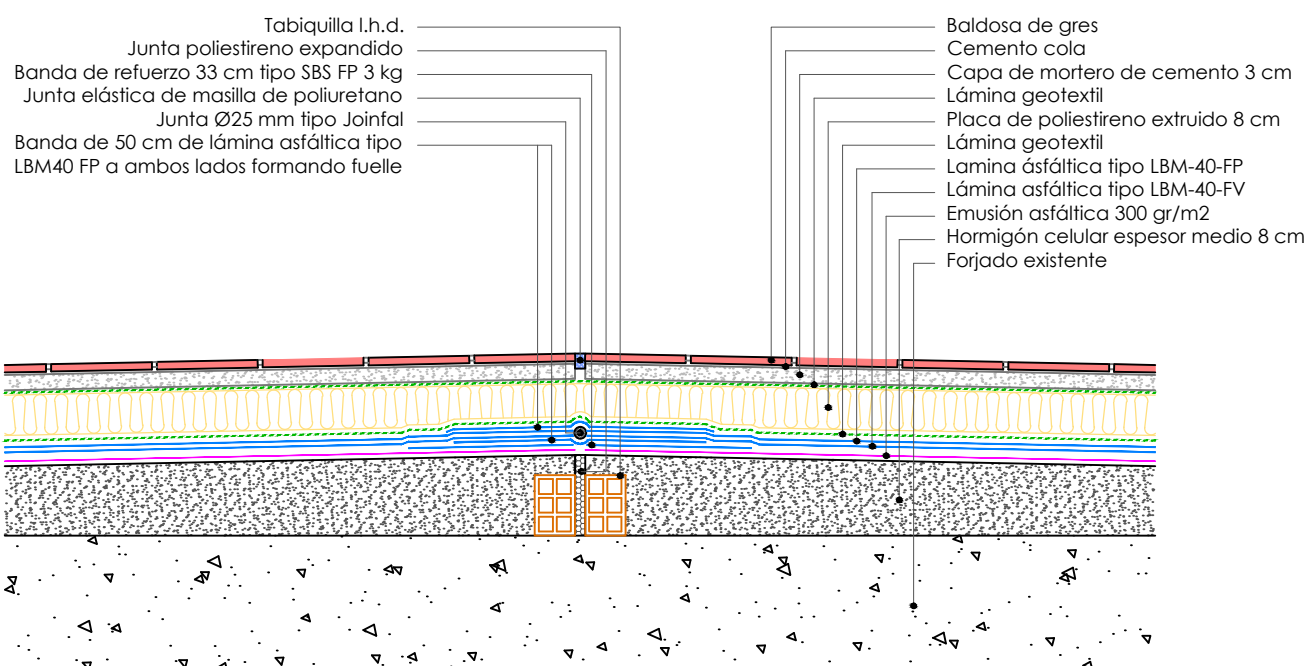 Tabiquilla l.h.d.
Junta poliestireno expandido
Banda de refuerzo 33 cm tipo SBS FP 3 kg
Junta elástica de masilla de poliuretano
Junta Ø25 mm tipo Joinfal
Banda de 50 cm de lámina asfáltica tipo
LBM40 FP a ambos lados formando fuelle
Baldosa de gres
Cemento cola
Capa de mortero de cemento 3 cm
Lámina geotextil
Placa de poliestireno extruido 8 cm
Lámina geotextil
Lamina ásfáltica tipo LBM-40-FP
Lámina asfáltica tipo LBM-40-FV
Emusión asfáltica 300 gr/m2
Hormigón celular espesor medio 8 cm
Forjado existente